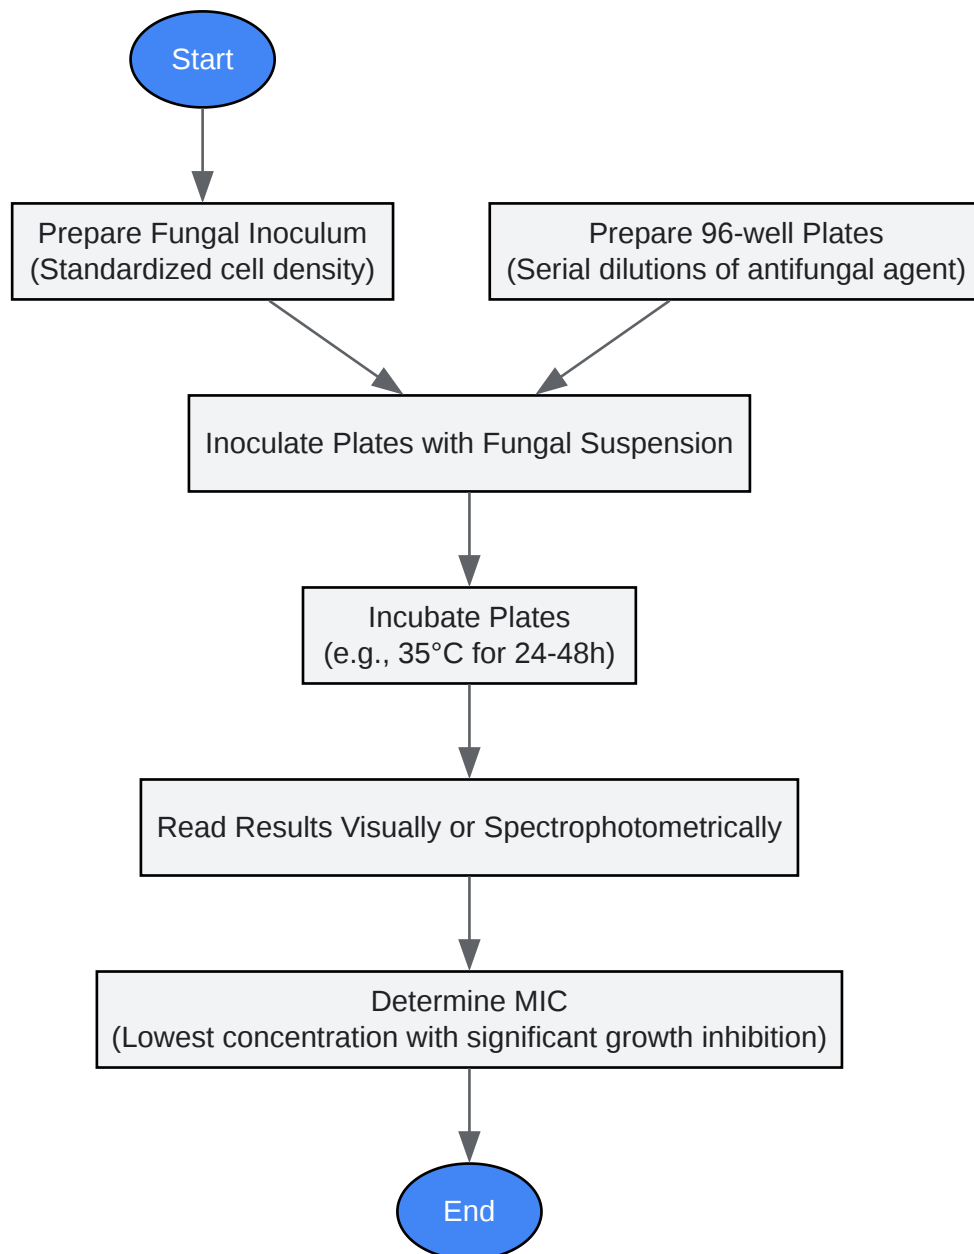 Start
Prepare Fungal Inoculum
(Standardized cell density)
Prepare 96-well Plates
(Serial dilutions of antifungal agent)
Inoculate Plates with Fungal Suspension
Incubate Plates
(e.g., 35°C for 24-48h)
Read Results Visually or Spectrophotometrically
Determine MIC
(Lowest concentration with significant growth inhibition)
End